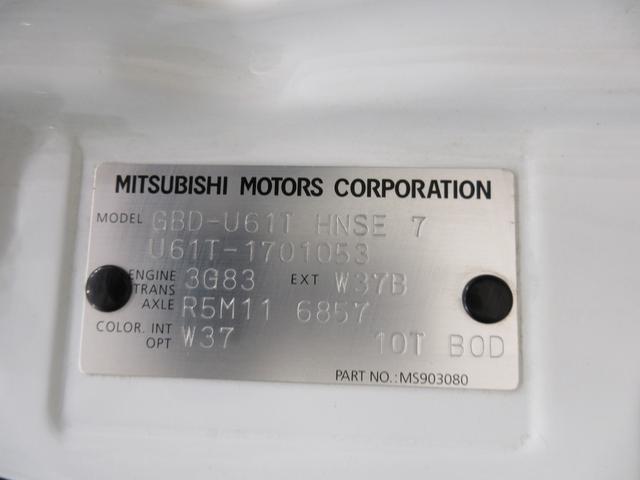 MITSUBISHI MOTORS CORPORATION
MODEL GBD-U61T HNSE 7
U61T-1701053
ENGINE 3G83 EXT W37B
TRANS AXLE R5M11 6857
COLOR. INT OPT W37 10T BOD
PART NO.:MS903080